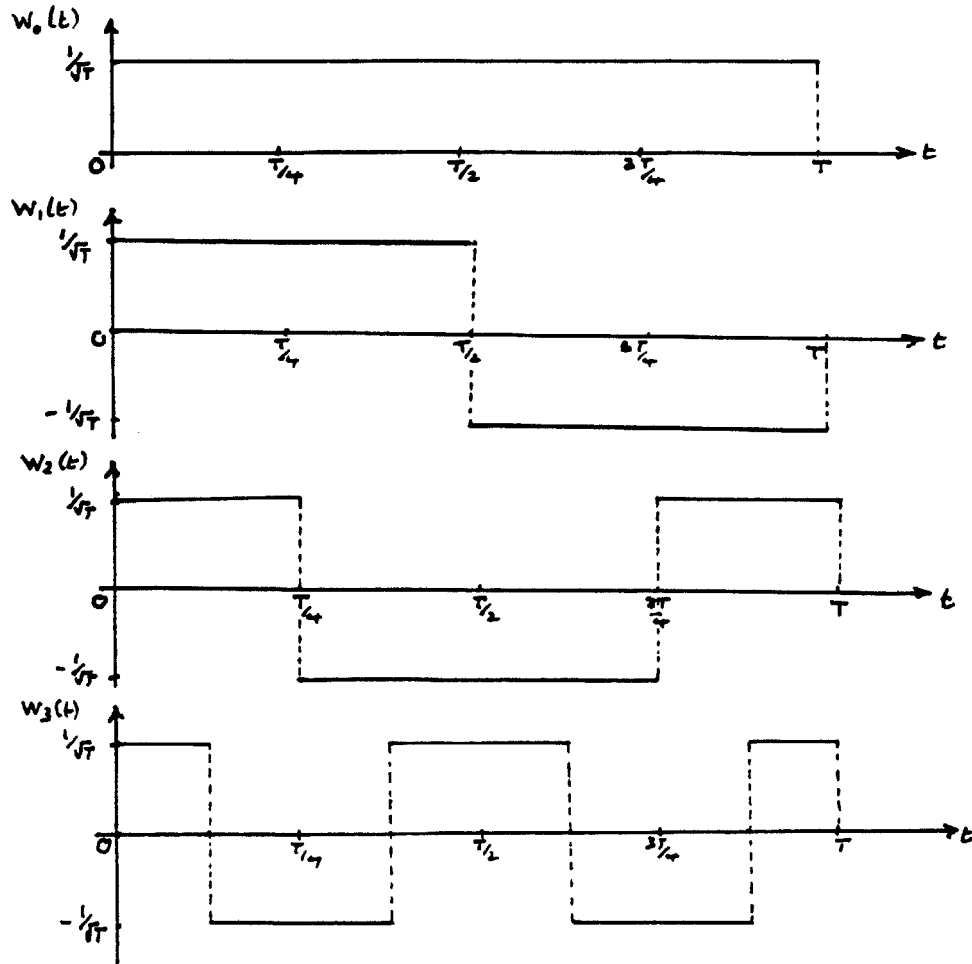 W₀(t)
1/√T
0 T/4 T/2 3T/4 T t
W₁(t)
1/√T
0 T/4 T/2 3T/4 T t
-1/√T
W₂(t)
1/√T
0 T/4 T/2 3T/4 T t
-1/√T
W₃(t)
1/√T
0 T/4 T/2 3T/4 T t
-1/√T